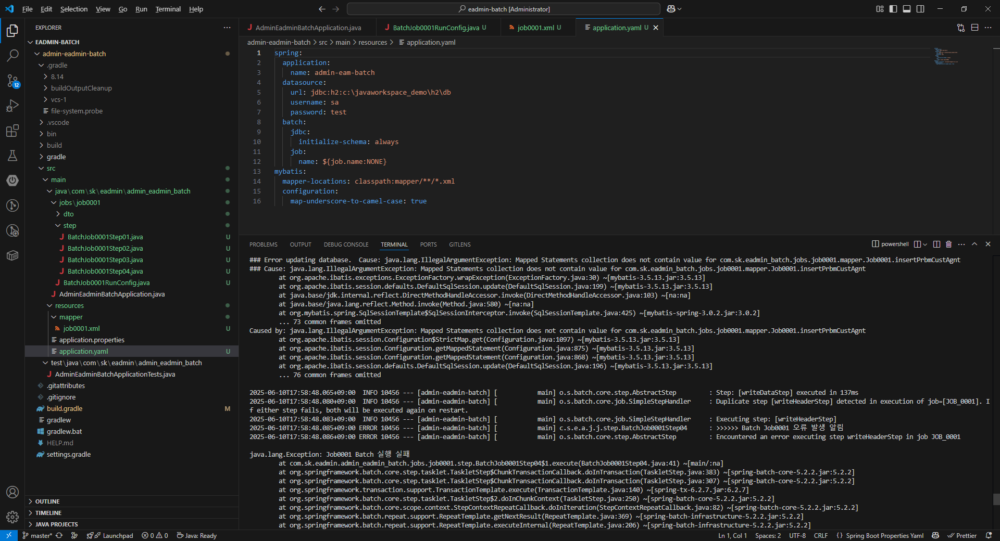 File Edit Selection View Go Run Terminal Help
eadmin-batch [Administrator]
EXPLORER
EADMIN-BATCH
admin-eadmin-batch
.gradle
8.14
buildOutputCleanup
vcs-1
file-system.probe
.vscode
bin
build
gradle
src
main
java\com\sk\eadmin\admin_eadmin_batch
jobs\job0001
dto
step
BatchJob0001Step01.java U
BatchJob0001Step02.java U
BatchJob0001Step03.java U
BatchJob0001Step04.java U
BatchJob0001RunConfig.java U
AdminEadminBatchApplication.java
resources
mapper
job0001.xml U
application.properties
application.yaml U
test\java\com\sk\eadmin\admin_eadmin_batch
AdminEadminBatchApplicationTests.java
.gitattributes
.gitignore
build.gradle M
gradlew
gradlew.bat
HELP.md
settings.gradle
OUTLINE
TIMELINE
JAVA PROJECTS
12
AdminEadminBatchApplication.java BatchJob0001RunConfig.java U job0001.xml U application.yaml U
admin-eadmin-batch > src > main > resources > application.yaml
1 spring:
2 application:
3 name: admin-eam-batch
4 datasource:
5 url: jdbc:h2:c:\javaworkspace_demo\h2\db
6 username: sa
7 password: test
8 batch:
9 jdbc:
10 initialize-schema: always
11 job:
12 name: ${job.name:NONE}
13 mybatis:
14 mapper-locations: classpath:mapper/**/*.xml
15 configuration:
16 map-underscore-to-camel-case: true
PROBLEMS OUTPUT DEBUG CONSOLE TERMINAL PORTS GITLENS
powershell
### Error updating database.  Cause: java.lang.IllegalArgumentException: Mapped Statements collection does not contain value for com.sk.eadmin_batch.jobs.job0001.mapper.Job0001.insertPrbmCustAgnt
### Cause: java.lang.IllegalArgumentException: Mapped Statements collection does not contain value for com.sk.eadmin_batch.jobs.job0001.mapper.Job0001.insertPrbmCustAgnt
at org.apache.ibatis.exceptions.ExceptionFactory.wrapException(ExceptionFactory.java:30) ~[mybatis-3.5.13.jar:3.5.13]
at org.apache.ibatis.session.defaults.DefaultSqlSession.update(DefaultSqlSession.java:199) ~[mybatis-3.5.13.jar:3.5.13]
at java.base/jdk.internal.reflect.DirectMethodHandleAccessor.invoke(DirectMethodHandleAccessor.java:103) ~[na:na]
at java.base/java.lang.reflect.Method.invoke(Method.java:580) ~[na:na]
at org.mybatis.spring.SqlSessionTemplate$SqlSessionInterceptor.invoke(SqlSessionTemplate.java:425) ~[mybatis-spring-3.0.2.jar:3.0.2]
... 73 common frames omitted
Caused by: java.lang.IllegalArgumentException: Mapped Statements collection does not contain value for com.sk.eadmin_batch.jobs.job0001.mapper.Job0001.insertPrbmCustAgnt
at org.apache.ibatis.session.Configuration$StrictMap.get(Configuration.java:1097) ~[mybatis-3.5.13.jar:3.5.13]
at org.apache.ibatis.session.Configuration.getMappedStatement(Configuration.java:875) ~[mybatis-3.5.13.jar:3.5.13]
at org.apache.ibatis.session.Configuration.getMappedStatement(Configuration.java:868) ~[mybatis-3.5.13.jar:3.5.13]
at org.apache.ibatis.session.defaults.DefaultSqlSession.update(DefaultSqlSession.java:196) ~[mybatis-3.5.13.jar:3.5.13]
... 76 common frames omitted
2025-06-10T17:58:48.065+09:00  INFO 10456 --- [admin-eadmin-batch] [           main] o.s.batch.core.step.AbstractStep         : Step: [writeDataStep] executed in 137ms
2025-06-10T17:58:48.080+09:00  INFO 10456 --- [admin-eadmin-batch] [           main] o.s.batch.core.job.SimpleStepHandler     : Duplicate step [writeHeaderStep] detected in execution of job=[JOB_0001]. I
f either step fails, both will be executed again on restart.
2025-06-10T17:58:48.083+09:00  INFO 10456 --- [admin-eadmin-batch] [           main] o.s.batch.core.job.SimpleStepHandler     : Executing step: [writeHeaderStep]
2025-06-10T17:58:48.085+09:00 ERROR 10456 --- [admin-eadmin-batch] [           main] c.s.e.a.j.j.step.BatchJob0001Step04      : >>>>>> Batch Job0001 오류 발생 알림
2025-06-10T17:58:48.086+09:00 ERROR 10456 --- [admin-eadmin-batch] [           main] o.s.batch.core.step.AbstractStep         : Encountered an error executing step writeHeaderStep in job JOB_0001
java.lang.Exception: Job0001 Batch 실행 실패
at com.sk.eadmin.admin_eadmin_batch.jobs.job0001.step.BatchJob0001Step04$1.execute(BatchJob0001Step04.java:41) ~[main/:na]
at org.springframework.batch.core.step.tasklet.TaskletStep$ChunkTransactionCallback.doInTransaction(TaskletStep.java:383) ~[spring-batch-core-5.2.2.jar:5.2.2]
at org.springframework.batch.core.step.tasklet.TaskletStep$ChunkTransactionCallback.doInTransaction(TaskletStep.java:307) ~[spring-batch-core-5.2.2.jar:5.2.2]
at org.springframework.transaction.support.TransactionTemplate.execute(TransactionTemplate.java:140) ~[spring-tx-6.2.7.jar:6.2.7]
at org.springframework.batch.core.step.tasklet.TaskletStep$2.doInChunkContext(TaskletStep.java:250) ~[spring-batch-core-5.2.2.jar:5.2.2]
at org.springframework.batch.core.scope.context.StepContextRepeatCallback.doInIteration(StepContextRepeatCallback.java:82) ~[spring-batch-core-5.2.2.jar:5.2.2]
at org.springframework.batch.repeat.support.RepeatTemplate.getNextResult(RepeatTemplate.java:369) ~[spring-batch-infrastructure-5.2.2.jar:5.2.2]
at org.springframework.batch.repeat.support.RepeatTemplate.executeInternal(RepeatTemplate.java:206) ~[spring-batch-infrastructure-5.2.2.jar:5.2.2]
master* Launchpad 0 0 Java: Ready Ln 1, Col 1 Spaces: 2 UTF-8 CRLF {} Spring Boot Properties Yaml Prettier